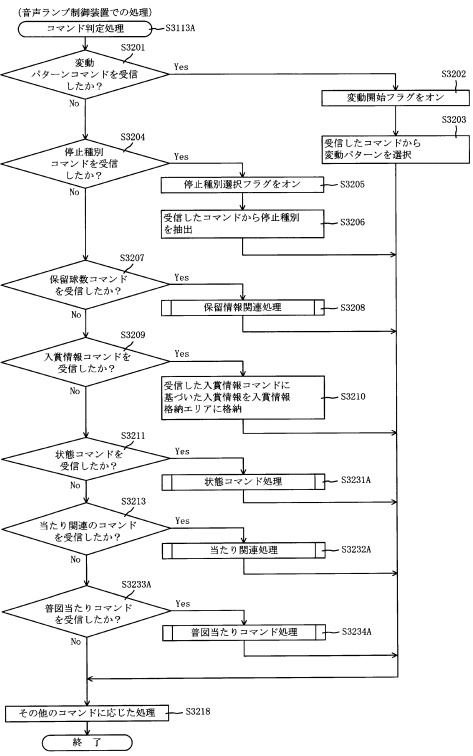 (音声ランプ制御装置での処理)
コマンド判定処理
S3113A
S3201
変動
パターンコマンドを受信
したか？
Yes
No
S3202
変動開始フラグをオン
S3203
受信したコマンドから
変動パターンを選択
S3204
停止種別
コマンドを受信
したか？
Yes
No
停止種別選択フラグをオン
S3205
受信したコマンドから停止種別
を抽出
S3206
S3207
保留球数コマンド
を受信したか？
Yes
No
保留情報関連処理
S3208
S3209
入賞情報コマンドを
受信したか？
Yes
No
受信した入賞情報コマンドに
基づいた入賞情報を入賞情報
格納エリアに格納
S3210
S3211
状態コマンドを
受信したか？
Yes
No
状態コマンド処理
S3231A
S3213
当たり関連のコマンド
を受信したか？
Yes
No
当たり関連処理
S3232A
S3233A
普図当たりコマンド
を受信したか？
Yes
No
普図当たりコマンド処理
S3234A
その他のコマンドに応じた処理
S3218
終了